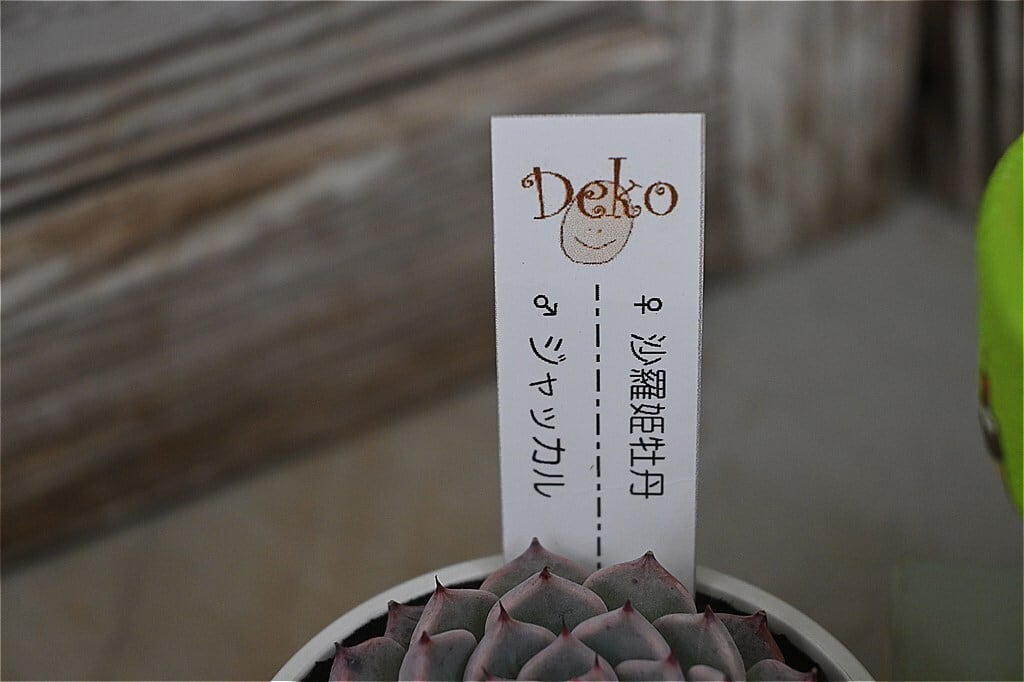 Deko
♀ 沙羅姫牡丹
♂ ジャッカル